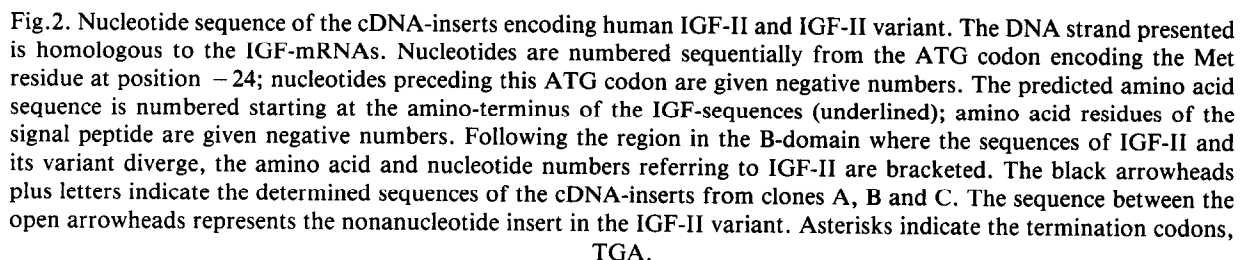 Fig.2. Nucleotide sequence of the cDNA-inserts encoding human IGF-II and IGF-II variant. The DNA strand presented
is homologous to the IGF-mRNAs. Nucleotides are numbered sequentially from the ATG codon encoding the Met
residue at position −24; nucleotides preceding this ATG codon are given negative numbers. The predicted amino acid
sequence is numbered starting at the amino-terminus of the IGF-sequences (underlined); amino acid residues of the
signal peptide are given negative numbers. Following the region in the B-domain where the sequences of IGF-II and
its variant diverge, the amino acid and nucleotide numbers referring to IGF-II are bracketed. The black arrowheads
plus letters indicate the determined sequences of the cDNA-inserts from clones A, B and C. The sequence between the
open arrowheads represents the nonanucleotide insert in the IGF-II variant. Asterisks indicate the termination codons,
TGA.